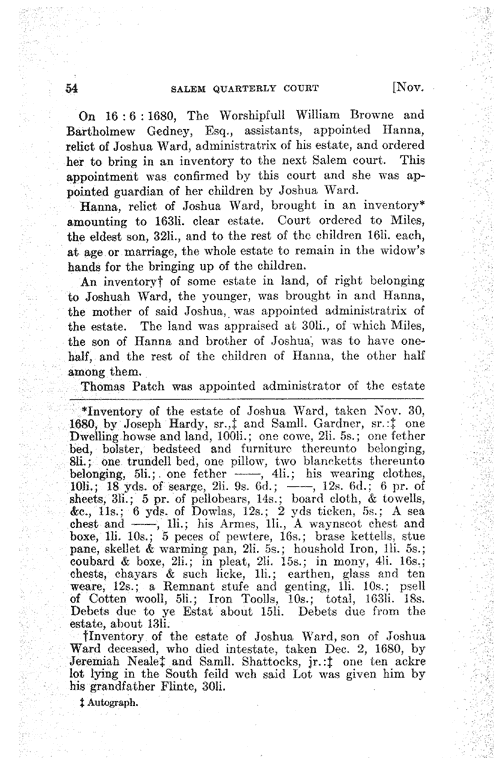 54 SALEM QUARTERLY COURT [Nov.
On 16 : 6 : 1680, The Worshipfull William Browne and
Bartholmew Gedney, Esq., assistants, appointed Hanna,
relict of Joshua Ward, administratrix of his estate, and ordered
her to bring in an inventory to the next Salem court. This
appointment was confirmed by this court and she was ap-
pointed guardian of her children by Joshua Ward.
Hanna, relict of Joshua Ward, brought in an inventory*
amounting to 163li. clear estate. Court ordered to Miles,
the eldest son, 32li., and to the rest of the children 16li. each,
at age or marriage, the whole estate to remain in the widow's
hands for the bringing up of the children.
An inventory† of some estate in land, of right belonging
to Joshuah Ward, the younger, was brought in and Hanna,
the mother of said Joshua, was appointed administratrix of
the estate. The land was appraised at 30li., of which Miles,
the son of Hanna and brother of Joshua, was to have one-
half, and the rest of the children of Hanna, the other half
among them.
Thomas Patch was appointed administrator of the estate
*Inventory of the estate of Joshua Ward, taken Nov. 30,
1680, by Joseph Hardy, sr.,‡ and Samll. Gardner, sr.:‡ one
Dwelling howse and land, 100li.; one cowe, 2li. 5s.; one fether
bed, bolster, bedsteed and furniture thereunto belonging,
8li.; one trundell bed, one pillow, two blancketts thereunto
belonging, 5li.; one fether ——, 4li.; his wearing clothes,
10li.; 18 yds. of searge, 2li. 9s. 6d.; ——, 12s. 6d.; 6 pr. of
sheets, 3li.; 5 pr. of pellobears, 14s.; board cloth, & towells,
&c., 11s.; 6 yds. of Dowlas, 12s.; 2 yds ticken, 5s.; A sea
chest and ——, 1li.; his Armes, 1li., A waynscot chest and
boxe, 1li. 10s.; 5 peces of pewtere, 16s.; brase kettells, stue
pane, skellet & warming pan, 2li. 5s.; houshold Iron, 1li. 5s.;
coubard & boxe, 2li.; in pleat, 2li. 15s.; in mony, 4li. 16s.;
chests, chayars & such licke, 1li.; earthen, glass and ten
weare, 12s.; a Remnant stufe and genting, 1li. 10s.; psell
of Cotten wooll, 5li.; Iron Toolls, 10s.; total, 163li. 18s.
Debets due to ye Estat about 15li. Debets due from the
estate, about 13li.
†Inventory of the estate of Joshua Ward, son of Joshua
Ward deceased, who died intestate, taken Dec. 2, 1680, by
Jeremiah Neale‡ and Samll. Shattocks, jr.:‡ one ten ackre
lot lying in the South feild wch said Lot was given him by
his grandfather Flinte, 30li.
‡ Autograph.